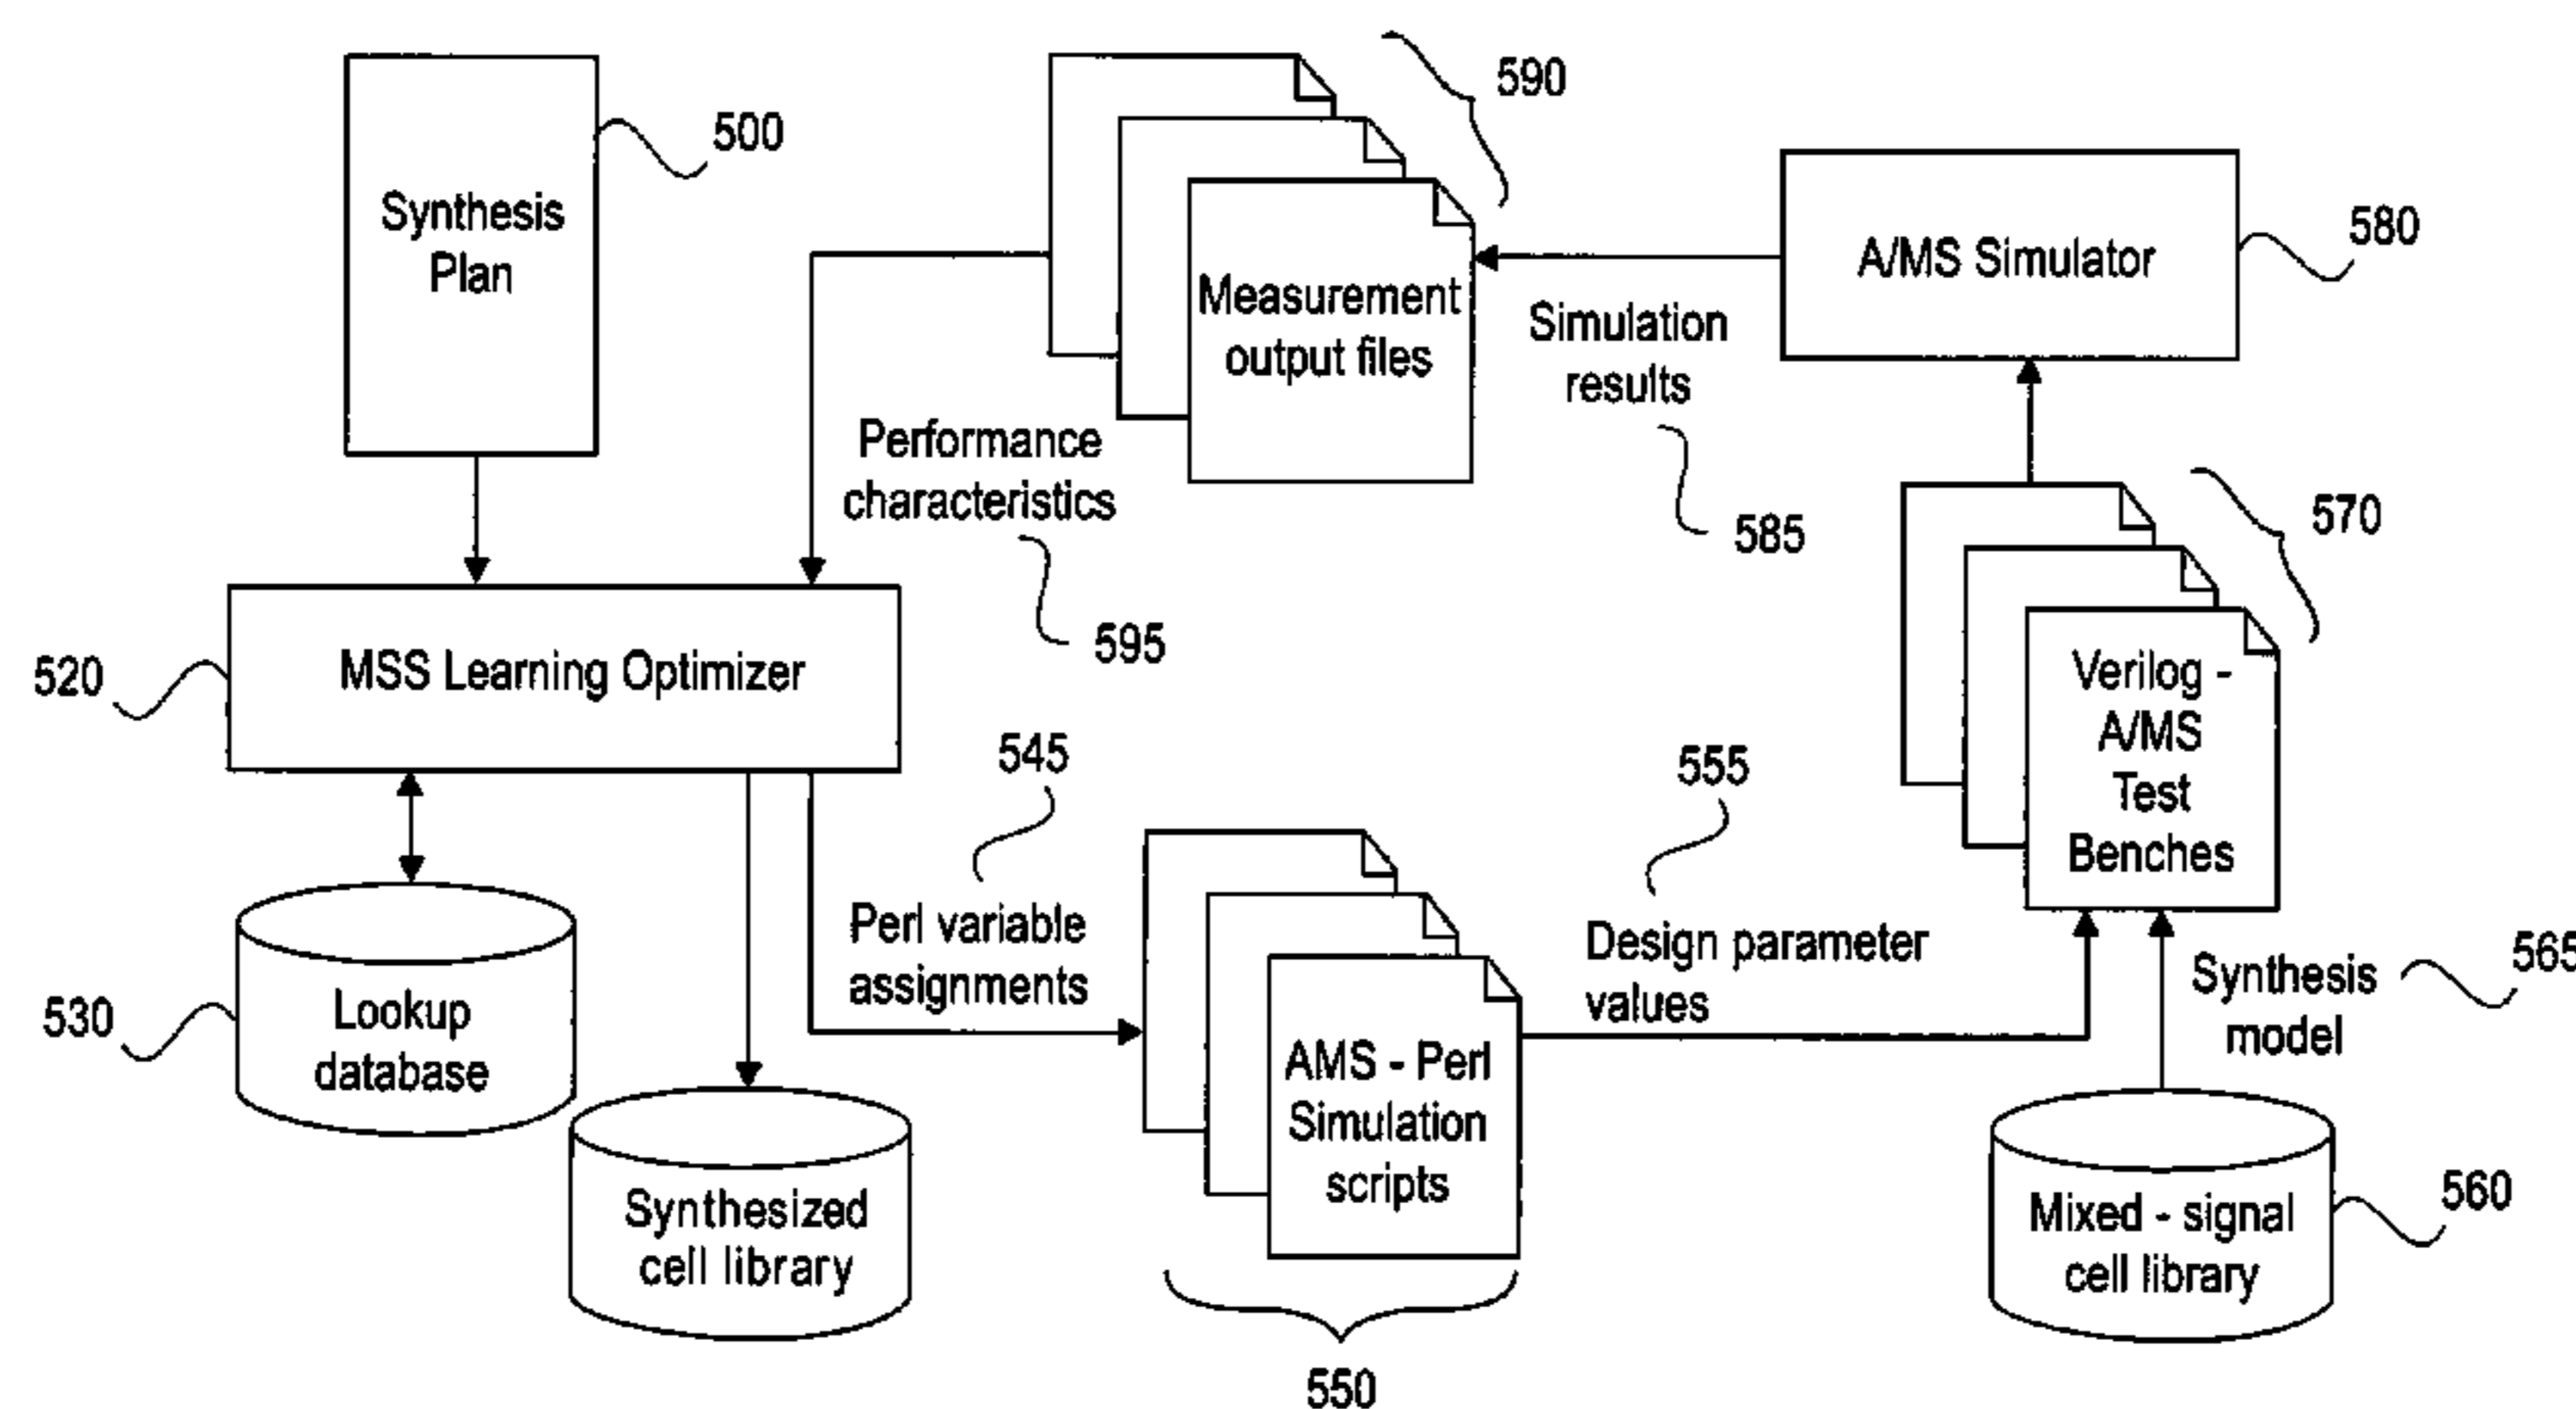 500
Synthesis
Plan
590
Measurement
output files
Simulation
results
585
A/MS Simulator
580
570
Verilog -
A/MS
Test
Benches
Performance
characteristics
595
520
MSS Learning Optimizer
545
Perl variable
assignments
555
Design parameter
values
565
Synthesis
model
530
Lookup
database
Synthesized
cell library
AMS - Perl
Simulation
scripts
550
Mixed - signal
cell library
560